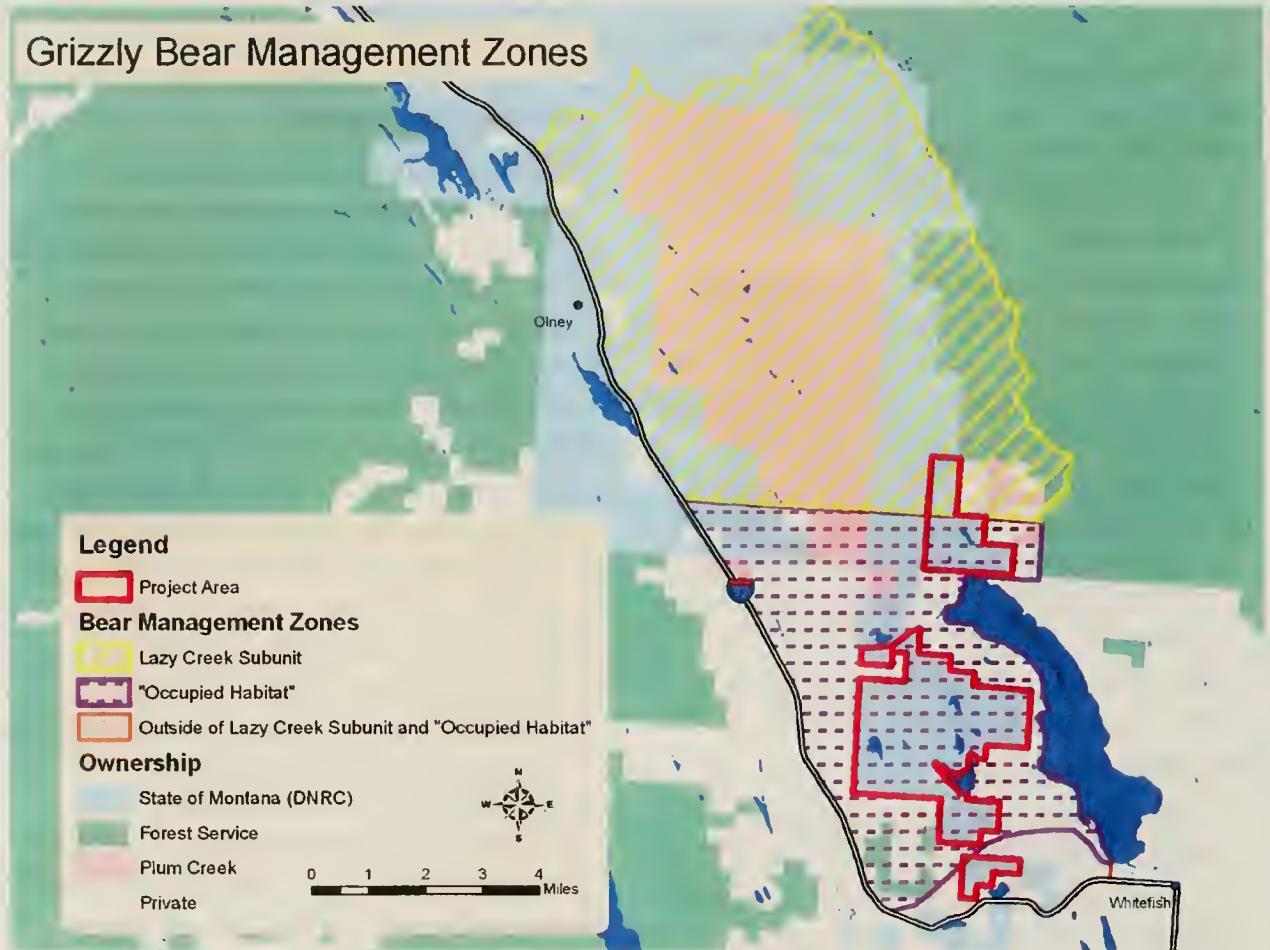 Grizzly Bear Management Zones
Olney
Legend
Project Area
Bear Management Zones
Lazy Creek Subunit
"Occupied Habitat"
Outside of Lazy Creek Subunit and "Occupied Habitat"
Ownership
State of Montana (DNRC)
Forest Service
Plum Creek
Private
N
W E
S
0 1 2 3 4
Miles
Whitefish